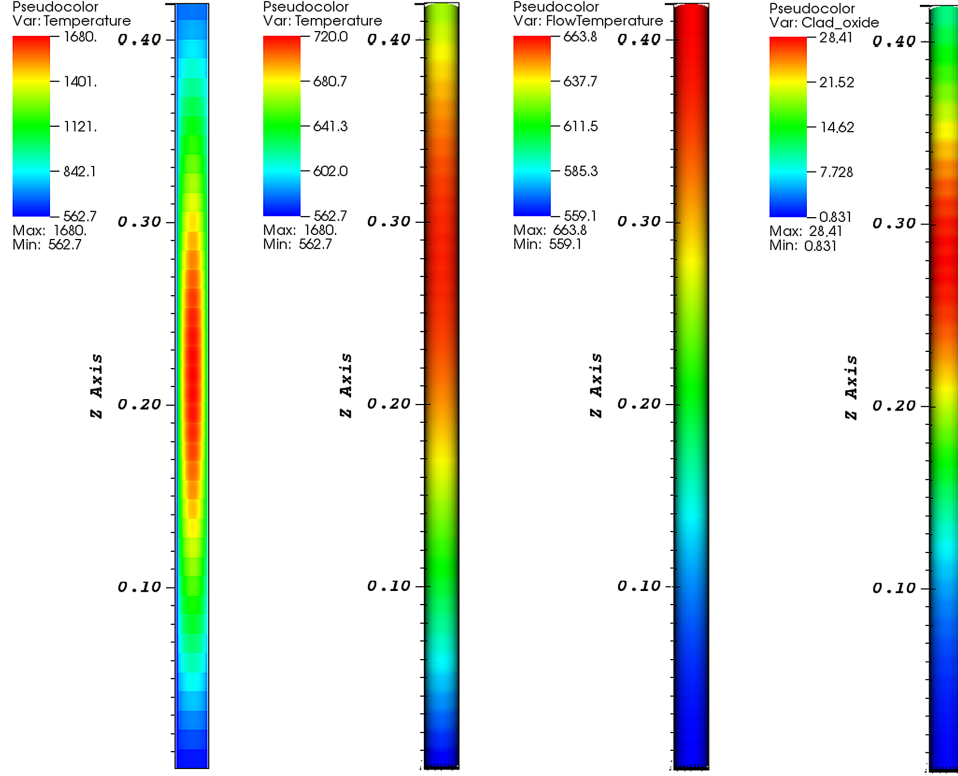 Pseudocolor
Var: Temperature
1680.
1401.
1121.
842.1
562.7
Max: 1680.
Min: 562.7
0.40
0.30
0.20
0.10
Z Axis
Pseudocolor
Var: Temperature
720.0
680.7
641.3
602.0
562.7
Max: 1680.
Min: 562.7
0.40
0.30
0.20
0.10
Z Axis
Pseudocolor
Var: FlowTemperature
663.8
637.7
611.5
585.3
559.1
Max: 663.8
Min: 559.1
0.40
0.30
0.20
0.10
Z Axis
Pseudocolor
Var: Clad_oxide
28.41
21.52
14.62
7.728
0.831
Max: 28.41
Min: 0.831
0.40
0.30
0.20
0.10
Z Axis